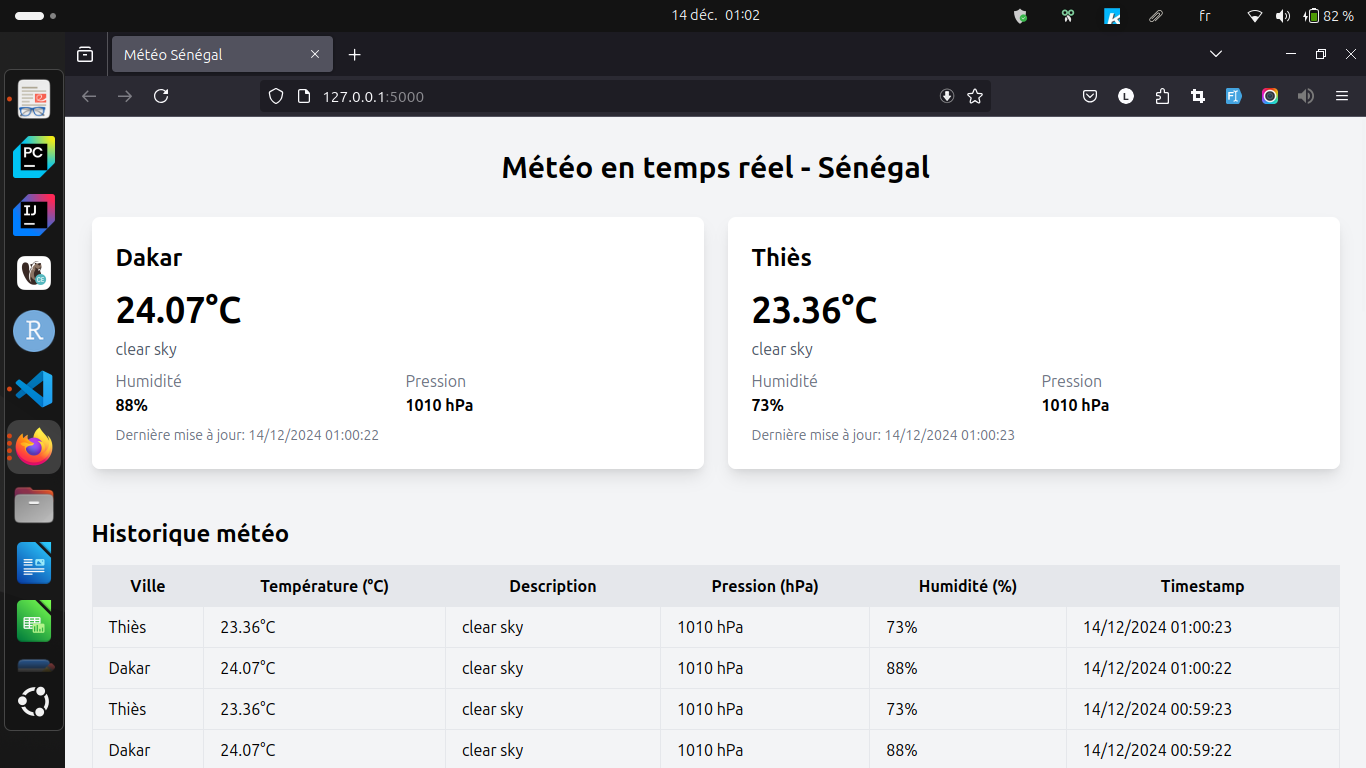 14 déc. 01:02
fr
82 %
Météo Sénégal
127.0.0.1:5000
L
FI
PC
IJ
R
Météo en temps réel - Sénégal
Dakar
24.07°C
clear sky
Humidité Pression
88% 1010 hPa
Dernière mise à jour: 14/12/2024 01:00:22
Thiès
23.36°C
clear sky
Humidité Pression
73% 1010 hPa
Dernière mise à jour: 14/12/2024 01:00:23
Historique météo
Ville Température (°C) Description Pression (hPa) Humidité (%) Timestamp
Thiès 23.36°C clear sky 1010 hPa 73% 14/12/2024 01:00:23
Dakar 24.07°C clear sky 1010 hPa 88% 14/12/2024 01:00:22
Thiès 23.36°C clear sky 1010 hPa 73% 14/12/2024 00:59:23
Dakar 24.07°C clear sky 1010 hPa 88% 14/12/2024 00:59:22